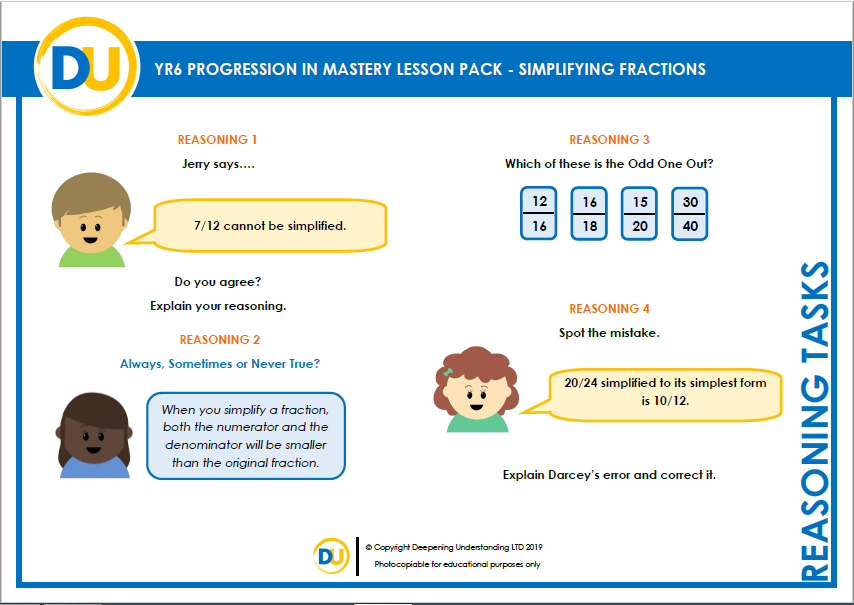 DU
YR6 PROGRESSION IN MASTERY LESSON PACK - SIMPLIFYING FRACTIONS
REASONING 1
Jerry says....
7/12 cannot be simplified.
Do you agree?
Explain your reasoning.
REASONING 2
Always, Sometimes or Never True?
When you simplify a fraction,
both the numerator and the
denominator will be smaller
than the original fraction.
REASONING 3
Which of these is the Odd One Out?
12 16 15 30
16 18 20 40
REASONING 4
Spot the mistake.
20/24 simplified to its simplest form
is 10/12.
Explain Darcey's error and correct it.
REASONING TASKS
DU
© Copyright Deepening Understanding LTD 2019
Photocopiable for educational purposes only